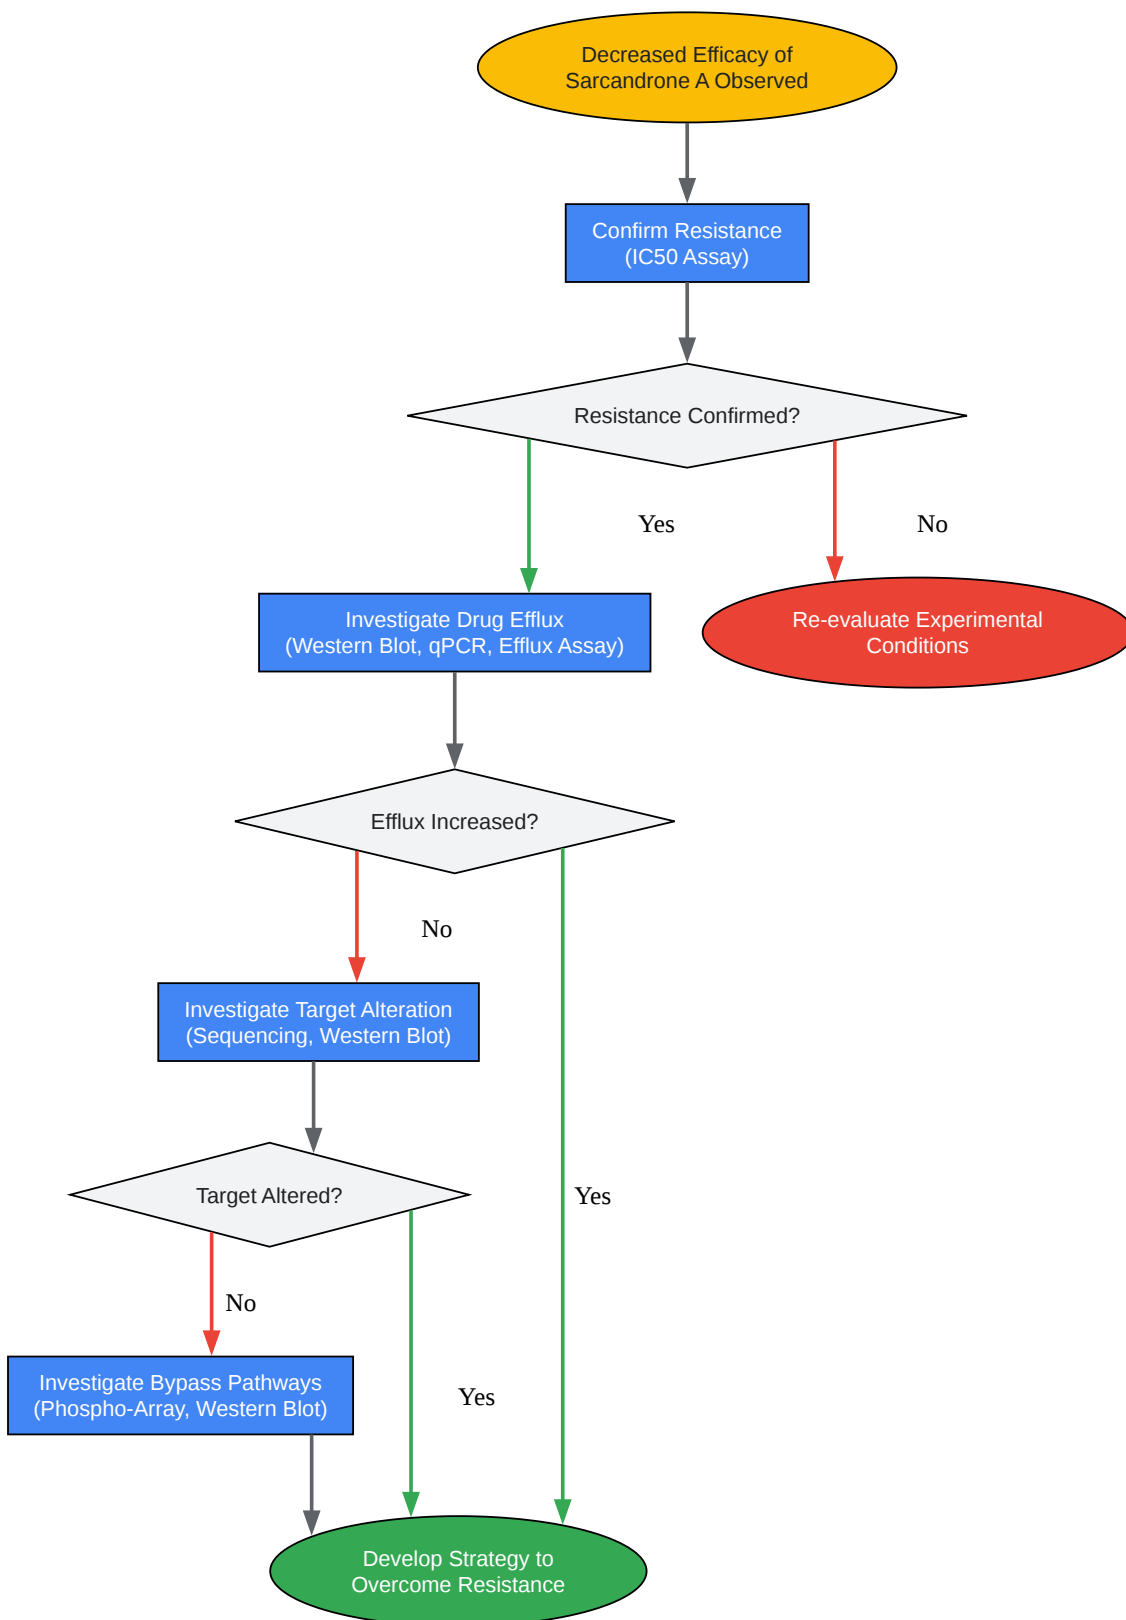 Decreased Efficacy of
Sarcandrone A Observed
Confirm Resistance
(IC50 Assay)
Resistance Confirmed?
Yes
No
Investigate Drug Efflux
(Western Blot, qPCR, Efflux Assay)
Re-evaluate Experimental
Conditions
Efflux Increased?
No
Investigate Target Alteration
(Sequencing, Western Blot)
Target Altered?
Yes
No
Investigate Bypass Pathways
(Phospho-Array, Western Blot)
Yes
Develop Strategy to
Overcome Resistance